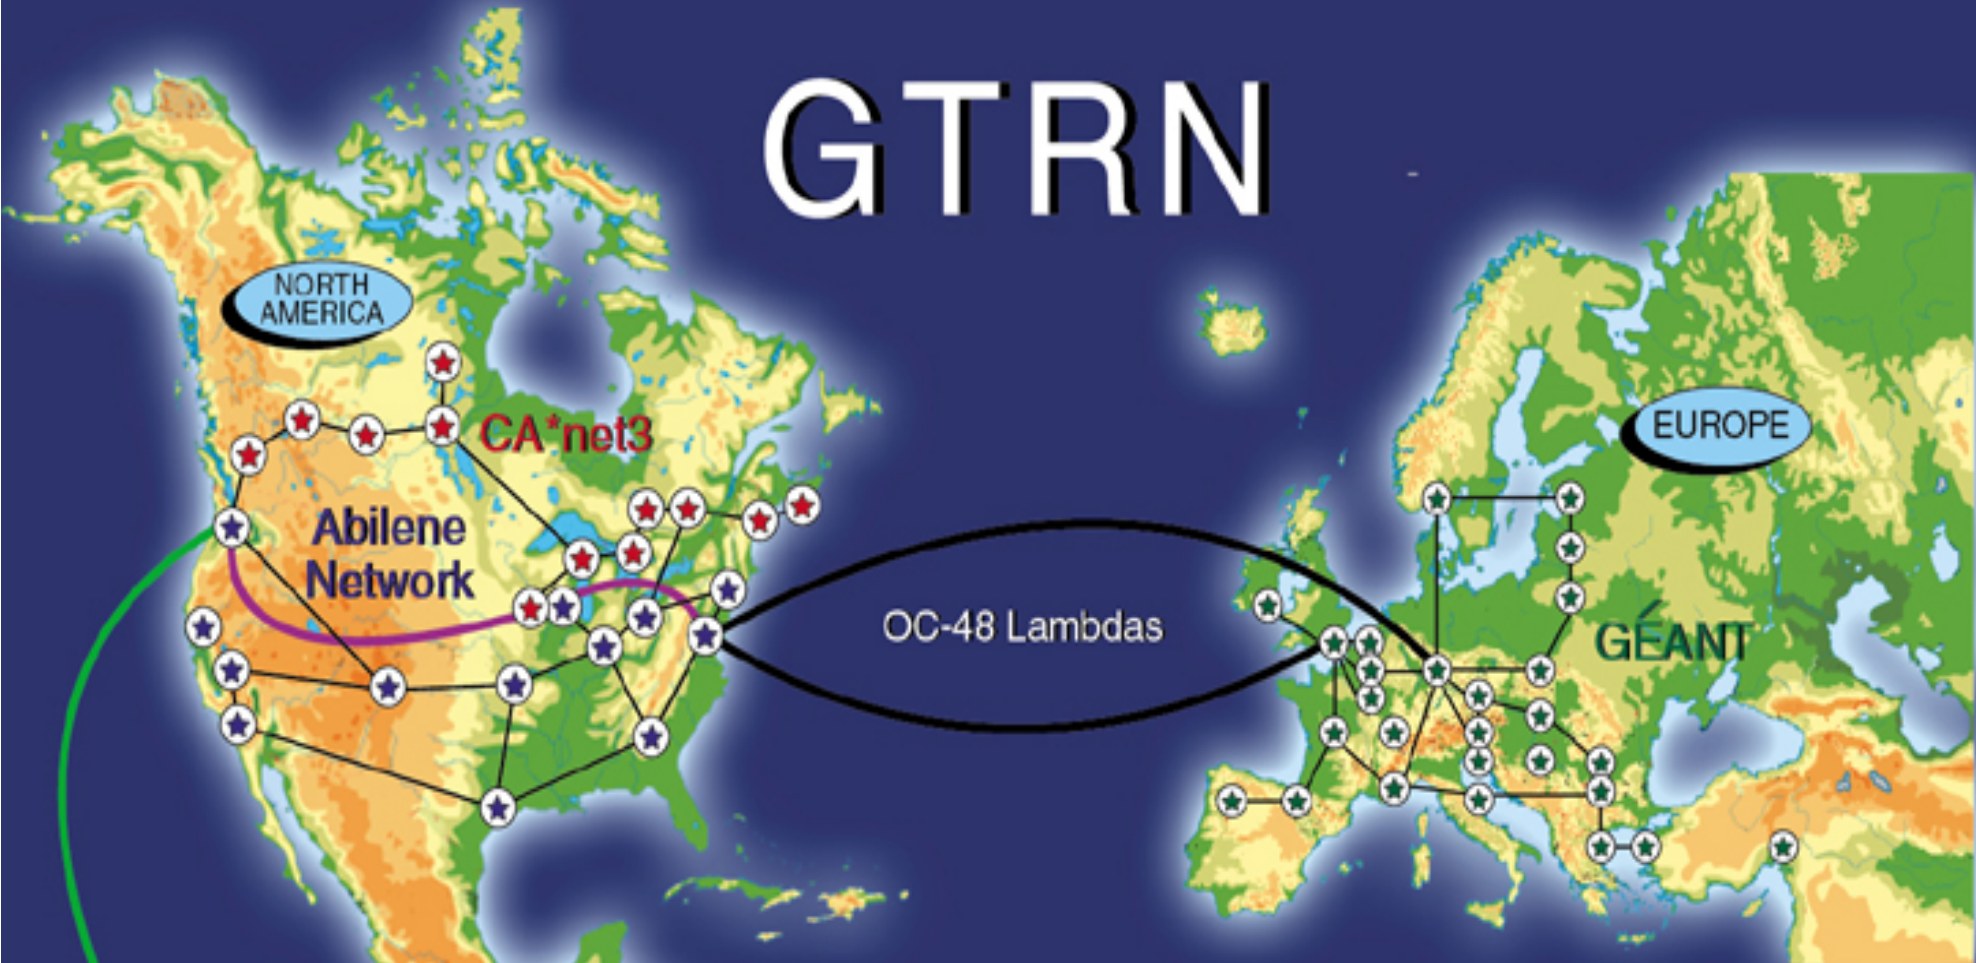 GTRN
NORTH
AMERICA
CA*net3
EUROPE
Abilene
Network
OC-48 Lambdas
GÉANT